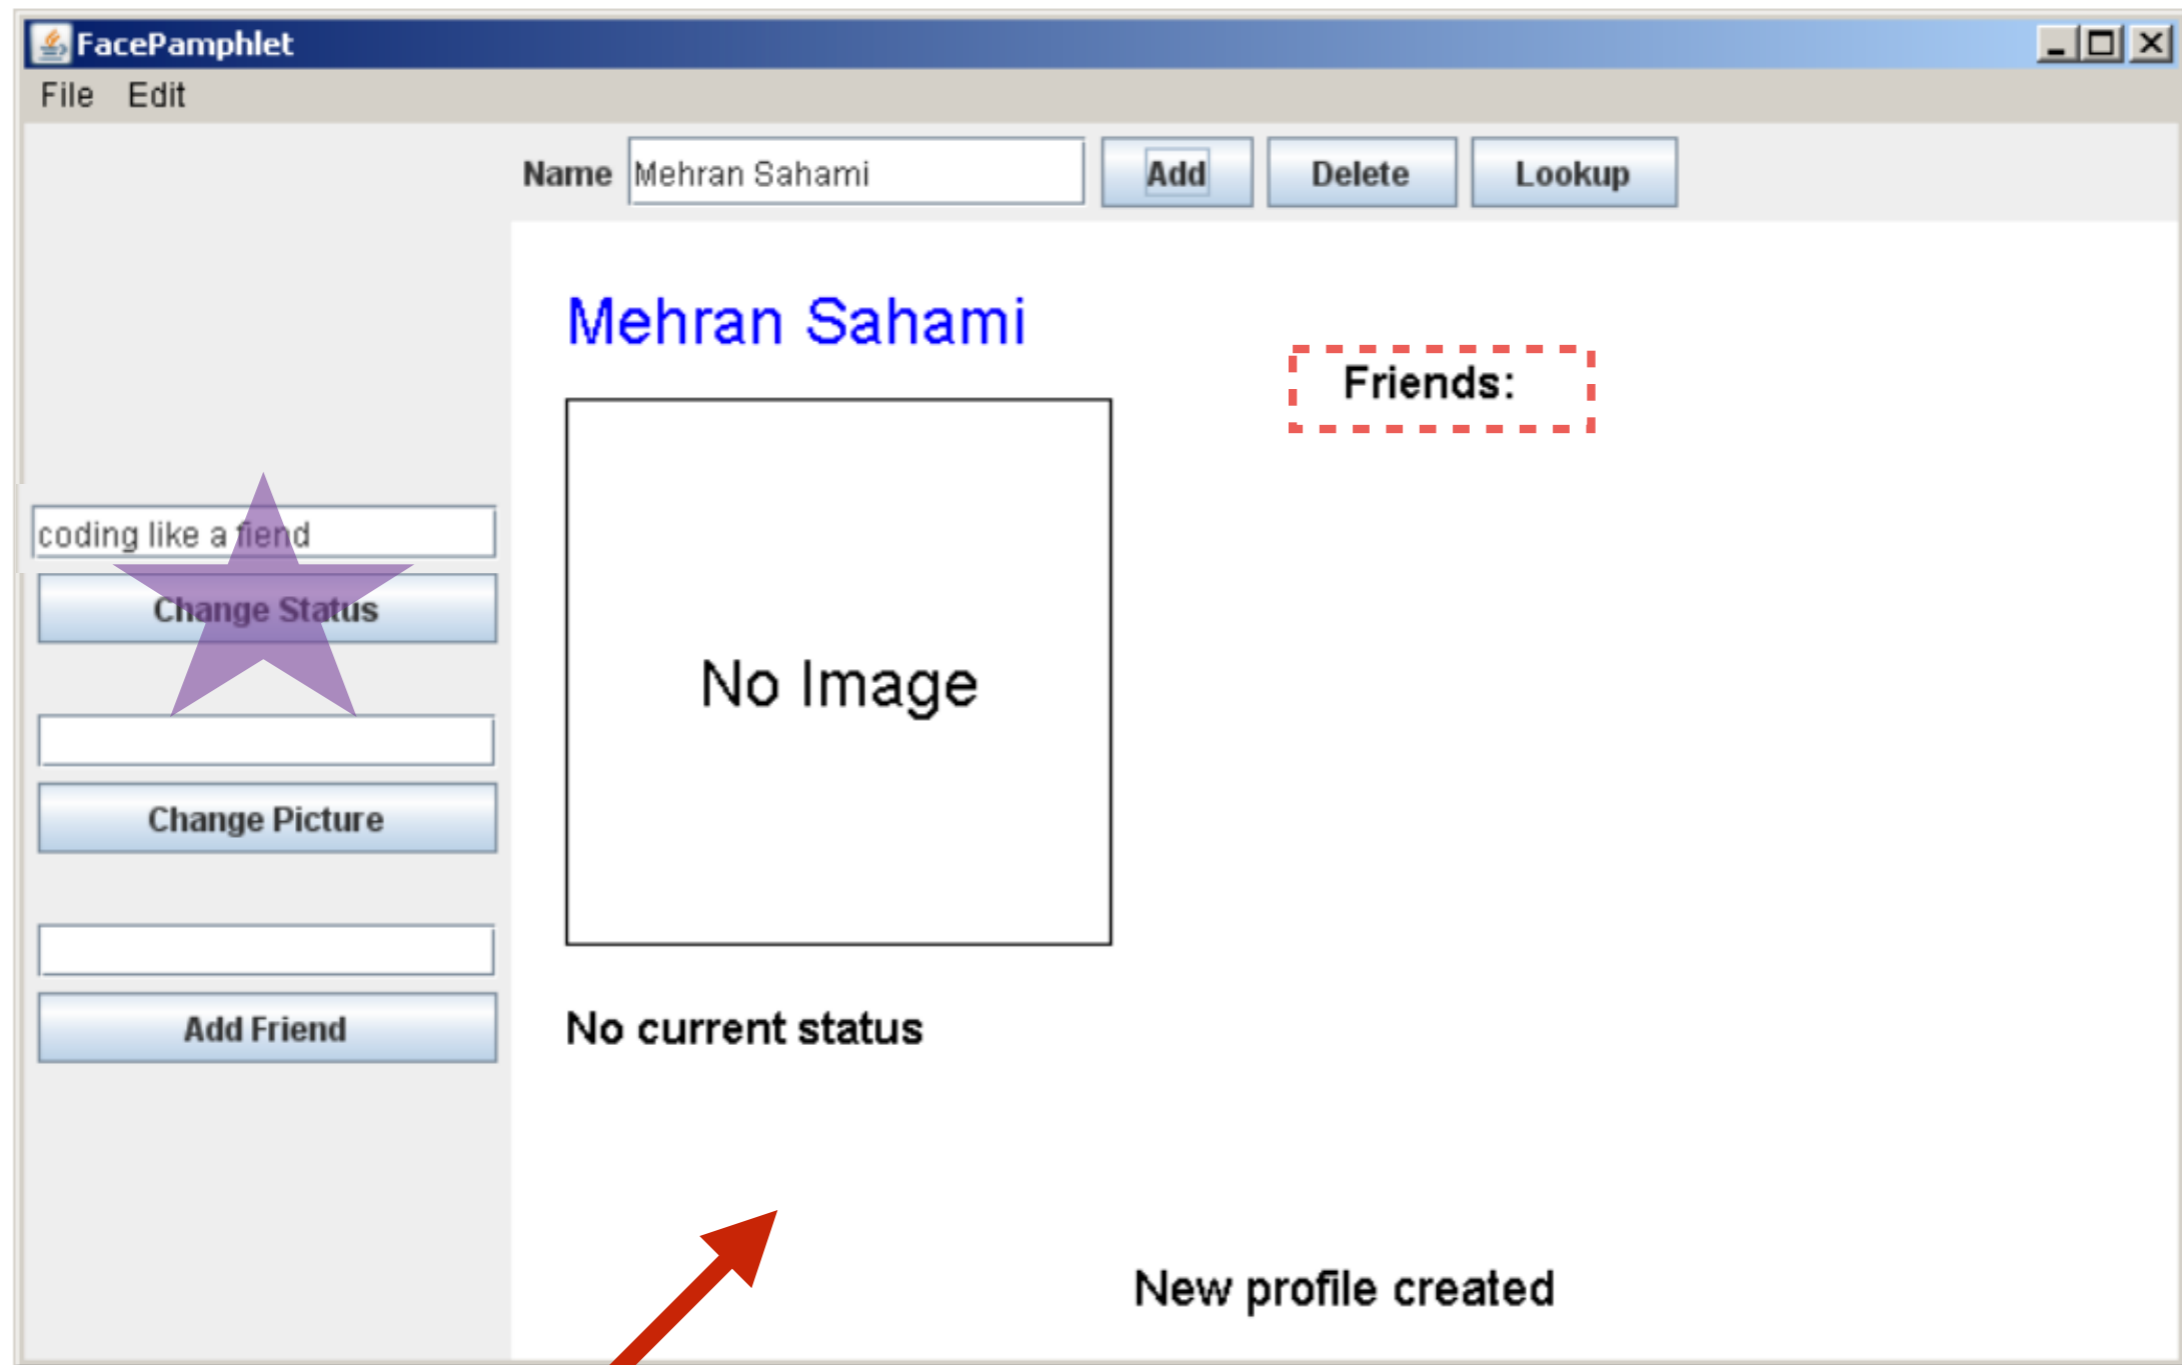 FacePamphlet
File Edit
Name Mehran Sahami Add Delete Lookup
Mehran Sahami
Friends:
coding like a fiend
Change Status
No Image
Change Picture
Add Friend
No current status
New profile created